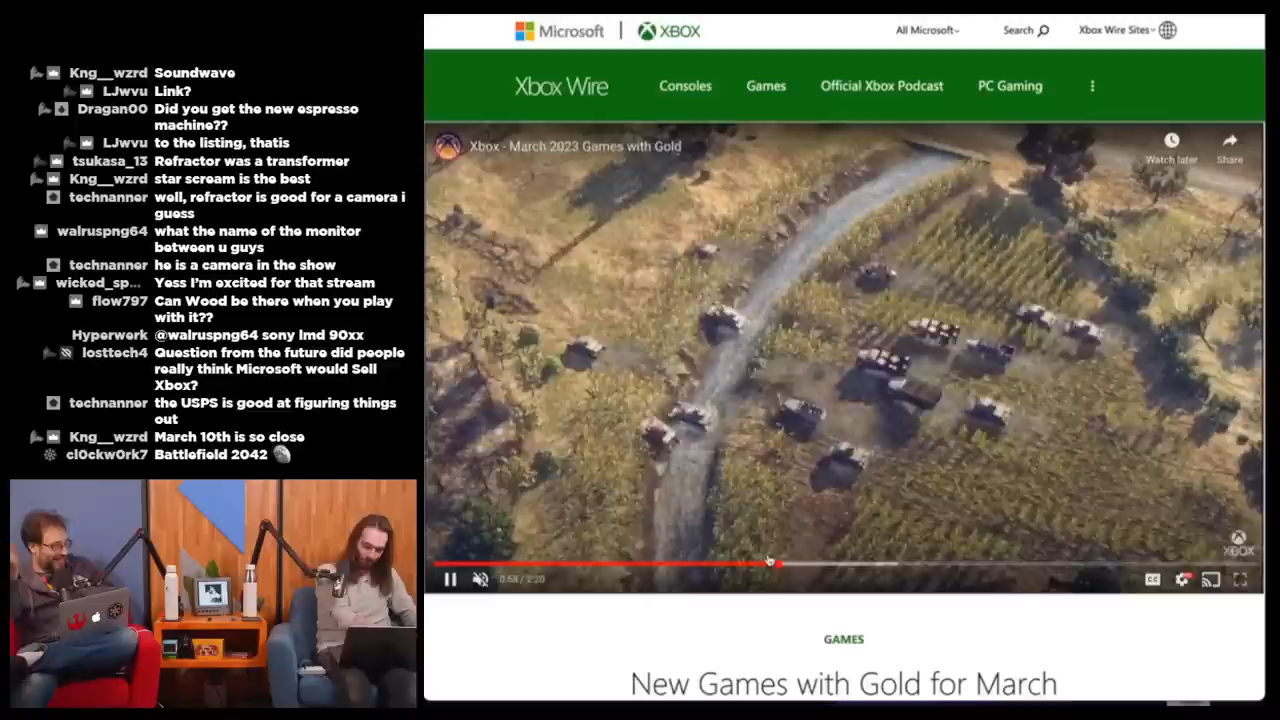 Kng__wzrd Soundwave
LJwvu Link?
Dragan00 Did you get the new espresso
machine??
LJwvu to the listing, thatis
tsukasa_13 Refractor was a transformer
Kng__wzrd star scream is the best
technanner well, refractor is good for a camera i
guess
walruspng64 what the name of the monitor
between u guys
technanner he is a camera in the show
wicked_sp... Yess I'm excited for that stream
flow797 Can Wood be there when you play
with it??
Hyperwerk @walruspng64 sony lmd 90xx
losttech4 Question from the future did people
really think Microsoft would Sell
Xbox?
technanner the USPS is good at figuring things
out
Kng__wzrd March 10th is so close
cl0ckw0rk7 Battlefield 2042
Microsoft | XBOX
All Microsoft
Search
Xbox Wire Sites
Xbox Wire
Consoles
Games
Official Xbox Podcast
PC Gaming
Xbox - March 2023 Games with Gold
Watch later
Share
XBOX
0:58 / 2:20
CC
GAMES
New Games with Gold for March